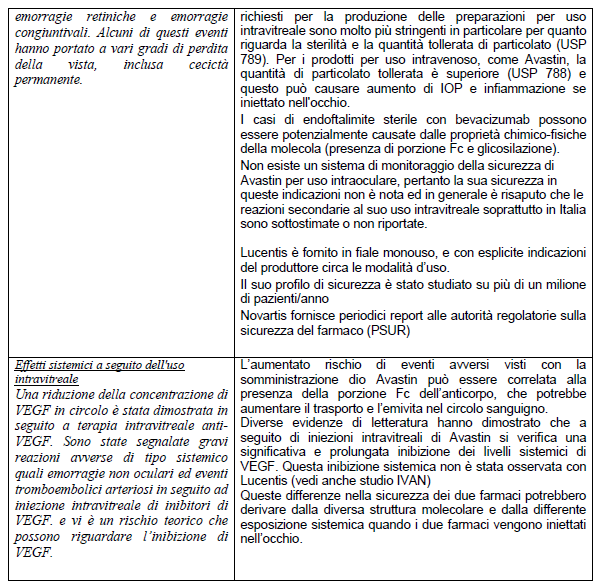 emorragie retiniche e emorragie
congiuntivali. Alcuni di questi eventi
hanno portato a vari gradi di perdita
della vista, inclusa cecictà
permanente.
richiesti per la produzione delle preparazioni per uso
intravitreale sono molto più stringenti in particolare per quanto
riguarda la sterilità e la quantità tollerata di particolato (USP
789). Per i prodotti per uso intravenoso, come Avastin, la
quantità di particolato tollerata è superiore (USP 788) e
questo può causare aumento di IOP e infiammazione se
iniettato nell'occhio.
I casi di endoftalimite sterile con bevacizumab possono
essere potenzialmente causate dalle proprietà chimico-fisiche
della molecola (presenza di porzione Fc e glicosilazione).
Non esiste un sistema di monitoraggio della sicurezza di
Avastin per uso intraoculare, pertanto la sua sicurezza in
queste indicazioni non è nota ed in generale è risaputo che le
reazioni secondarie al suo uso intravitreale soprattutto in Italia
sono sottostimate o non riportate.
Lucentis è fornito in fiale monouso, e con esplicite indicazioni
del produttore circa le modalità d'uso.
Il suo profilo di sicurezza è stato studiato su più di un milione
di pazienti/anno
Novartis fornisce periodici report alle autorità regolatorie sulla
sicurezza del farmaco (PSUR)
Effetti sistemici a seguito dell'uso
intravitreale
Una riduzione della concentrazione di
VEGF in circolo è stata dimostrata in
seguito a terapia intravitreale anti-
VEGF. Sono state segnalate gravi
reazioni avverse di tipo sistemico
quali emorragie non oculari ed eventi
tromboembolici arteriosi in seguito ad
iniezione intravitreale di inibitori di
VEGF. e vi è un rischio teorico che
possono riguardare l'inibizione di
VEGF.
L'aumentato rischio di eventi avversi visti con la
somministrazione dio Avastin può essere correlata alla
presenza della porzione Fc dell'anticorpo, che potrebbe
aumentare il trasporto e l'emivita nel circolo sanguigno.
Diverse evidenze di letteratura hanno dimostrato che a
seguito di iniezioni intravitreali di Avastin si verifica una
significativa e prolungata inibizione dei livelli sistemici di
VEGF. Questa inibizione sistemica non è stata osservata con
Lucentis (vedi anche studio IVAN)
Queste differenze nella sicurezza dei due farmaci potrebbero
derivare dalla diversa struttura molecolare e dalla differente
esposizione sistemica quando i due farmaci vengono iniettati
nell'occhio.